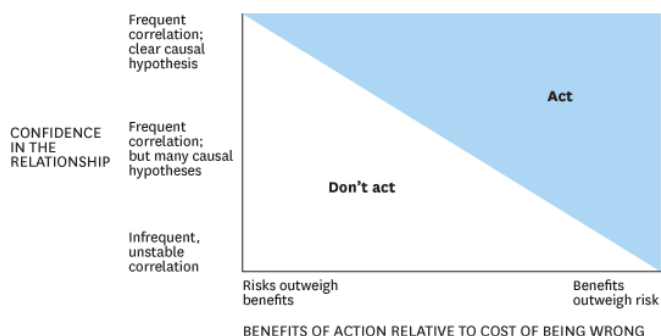 Frequent
correlation;
clear causal
hypothesis
Act
CONFIDENCE
IN THE
RELATIONSHIP
Frequent
correlation;
but many causal
hypotheses
Don’t act
Infrequent,
unstable
correlation
Risks outweigh
benefits
Benefits
outweigh risk
BENEFITS OF ACTION RELATIVE TO COST OF BEING WRONG